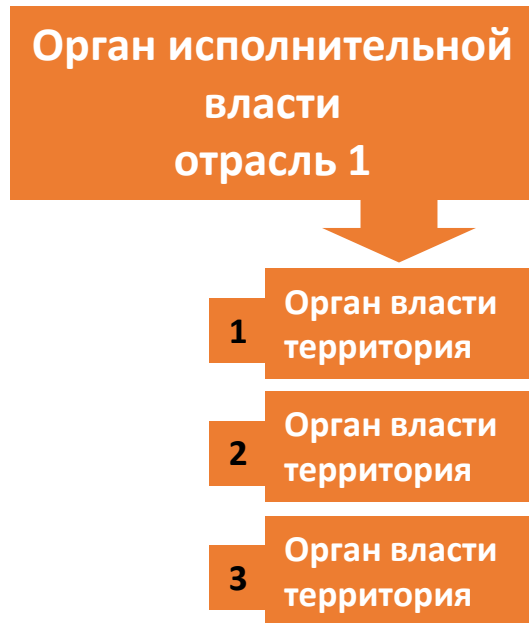 Орган исполнительной
власти
отрасль 1
1
Орган власти
территория
2
Орган власти
территория
3
Орган власти
территория